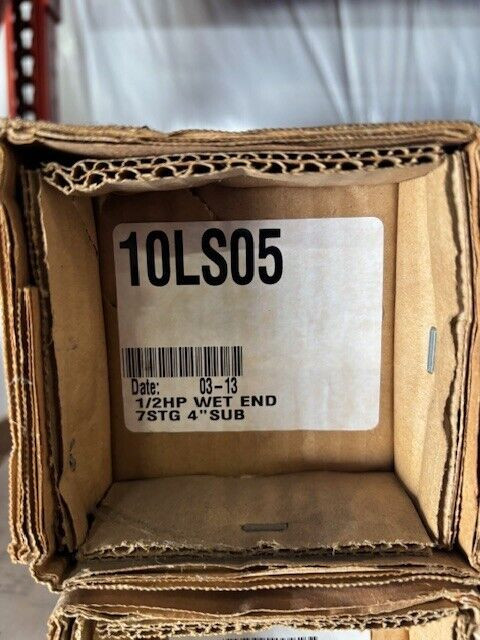 10LS05
Date: 03-13
1/2HP WET END
7STG 4"SUB